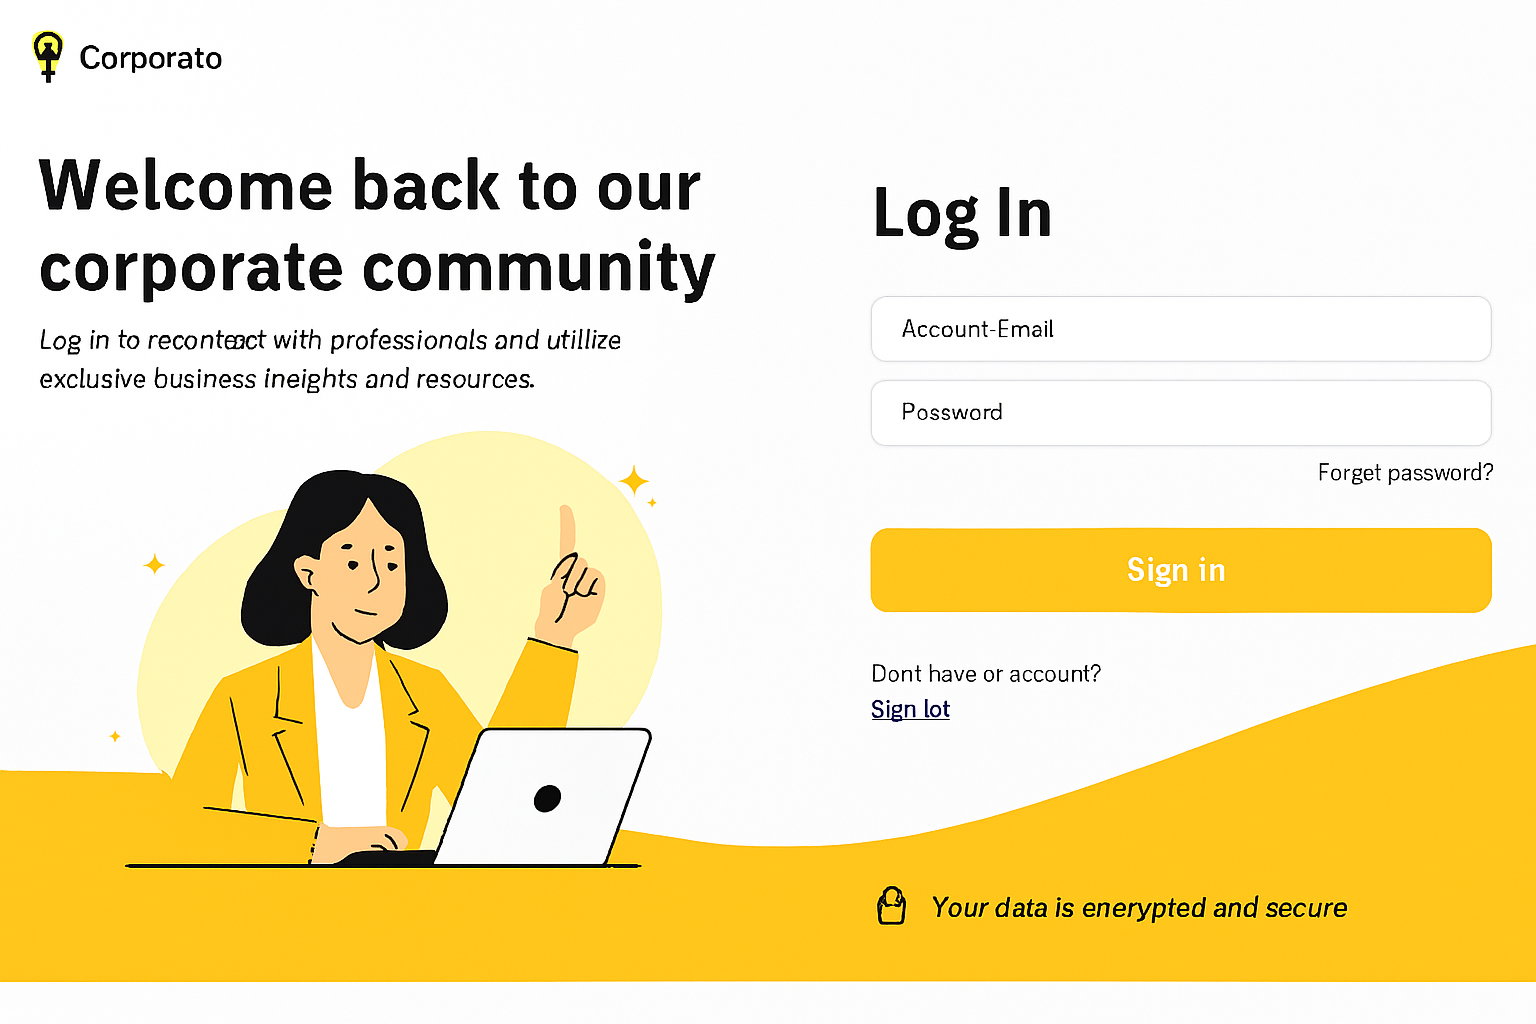 Corporato
Welcome back to our
corporate community
Log in to reconteact with professionals and utillize
exclusive business ineights and resources.
Log In
Account-Email
Possword
Forget password?
Sign in
Dont have or account?
Sign lot
Your data is enerypted and secure